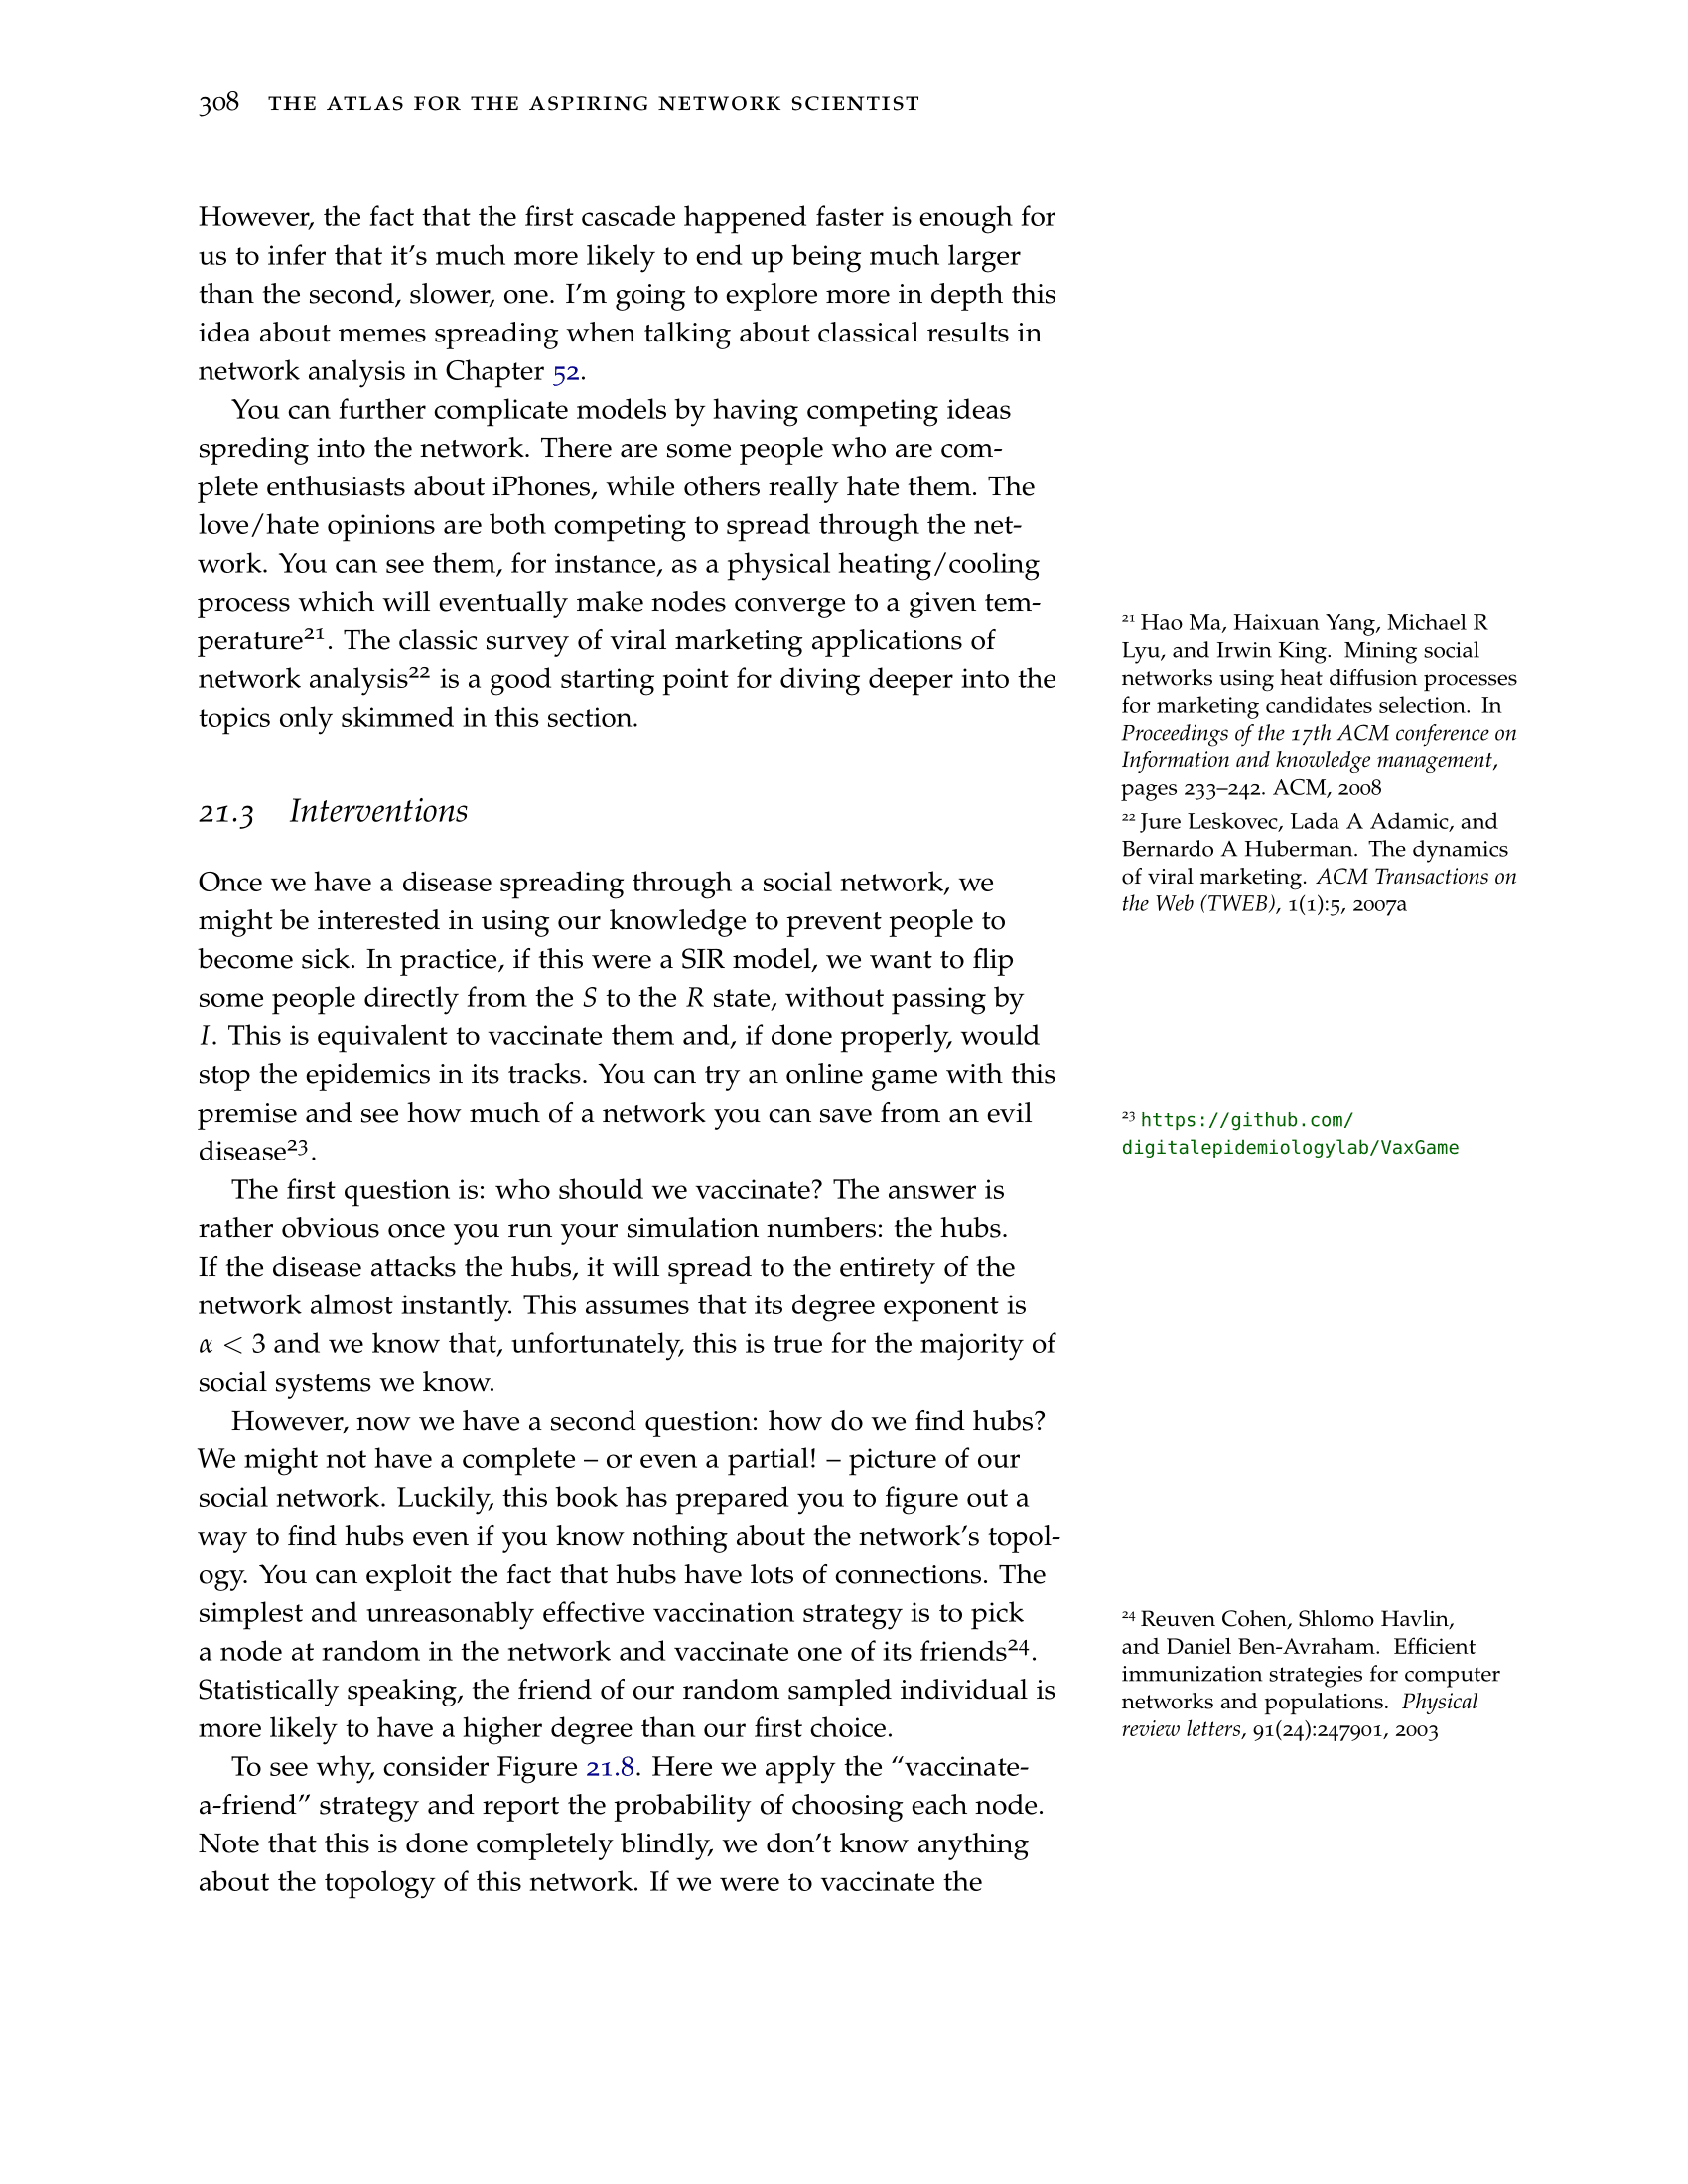 308 THE ATLAS FOR THE ASPIRING NETWORK SCIENTIST
However, the fact that the first cascade happened faster is enough for
us to infer that it's much more likely to end up being much larger
than the second, slower, one. I'm going to explore more in depth this
idea about memes spreading when talking about classical results in
network analysis in Chapter 52.
You can further complicate models by having competing ideas
spreding into the network. There are some people who are com-
plete enthusiasts about iPhones, while others really hate them. The
love/hate opinions are both competing to spread through the net-
work. You can see them, for instance, as a physical heating/cooling
process which will eventually make nodes converge to a given tem-
perature²¹. The classic survey of viral marketing applications of
network analysis²² is a good starting point for diving deeper into the
topics only skimmed in this section.
21.3 Interventions
Once we have a disease spreading through a social network, we
might be interested in using our knowledge to prevent people to
become sick. In practice, if this were a SIR model, we want to flip
some people directly from the S to the R state, without passing by
I. This is equivalent to vaccinate them and, if done properly, would
stop the epidemics in its tracks. You can try an online game with this
premise and see how much of a network you can save from an evil
disease²³.
The first question is: who should we vaccinate? The answer is
rather obvious once you run your simulation numbers: the hubs.
If the disease attacks the hubs, it will spread to the entirety of the
network almost instantly. This assumes that its degree exponent is
α < 3 and we know that, unfortunately, this is true for the majority of
social systems we know.
However, now we have a second question: how do we find hubs?
We might not have a complete – or even a partial! – picture of our
social network. Luckily, this book has prepared you to figure out a
way to find hubs even if you know nothing about the network's topol-
ogy. You can exploit the fact that hubs have lots of connections. The
simplest and unreasonably effective vaccination strategy is to pick
a node at random in the network and vaccinate one of its friends²⁴.
Statistically speaking, the friend of our random sampled individual is
more likely to have a higher degree than our first choice.
To see why, consider Figure 21.8. Here we apply the “vaccinate-
a-friend” strategy and report the probability of choosing each node.
Note that this is done completely blindly, we don't know anything
about the topology of this network. If we were to vaccinate the
²¹ Hao Ma, Haixuan Yang, Michael R
Lyu, and Irwin King. Mining social
networks using heat diffusion processes
for marketing candidates selection. In
Proceedings of the 17th ACM conference on
Information and knowledge management,
pages 233–242. ACM, 2008
²² Jure Leskovec, Lada A Adamic, and
Bernardo A Huberman. The dynamics
of viral marketing. ACM Transactions on
the Web (TWEB), 1(1):5, 2007a
²³ https://github.com/
digitalepidemiologylab/VaxGame
²⁴ Reuven Cohen, Shlomo Havlin,
and Daniel Ben-Avraham. Efficient
immunization strategies for computer
networks and populations. Physical
review letters, 91(24):247901, 2003